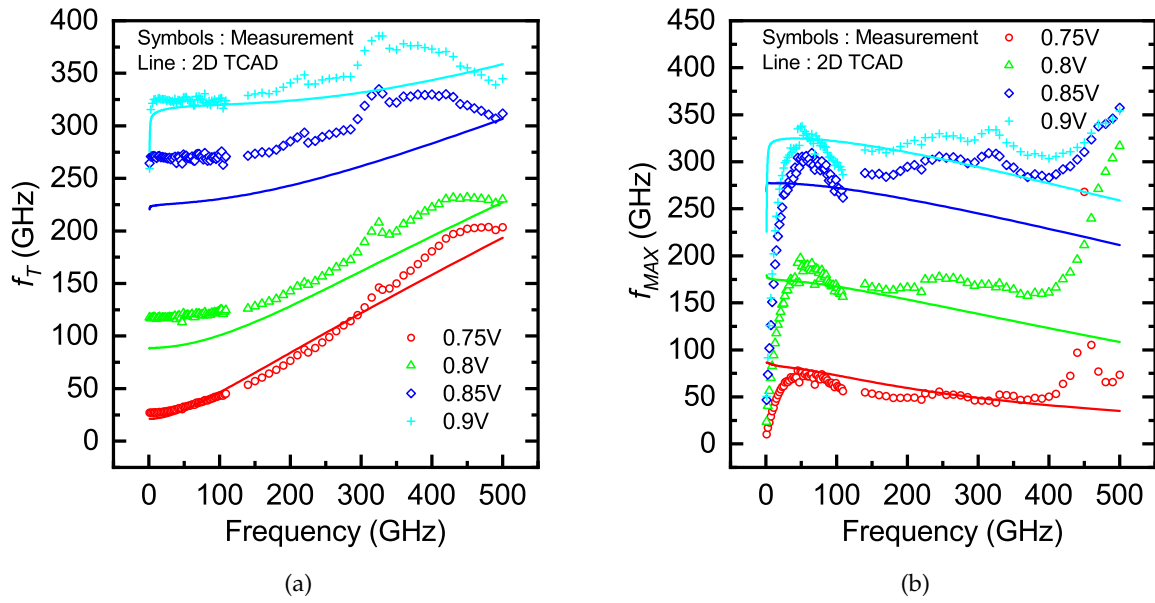 Symbols : Measurement
Line : 2D TCAD
450
400
350
300
250
200
150
100
50
0
f_T (GHz)
0.75V
0.8V
0.85V
0.9V
0 100 200 300 400 500
Frequency (GHz)
(a)
Symbols : Measurement
Line : 2D TCAD
0.75V
0.8V
0.85V
0.9V
450
400
350
300
250
200
150
100
50
0
f_MAX (GHz)
0 100 200 300 400 500
Frequency (GHz)
(b)